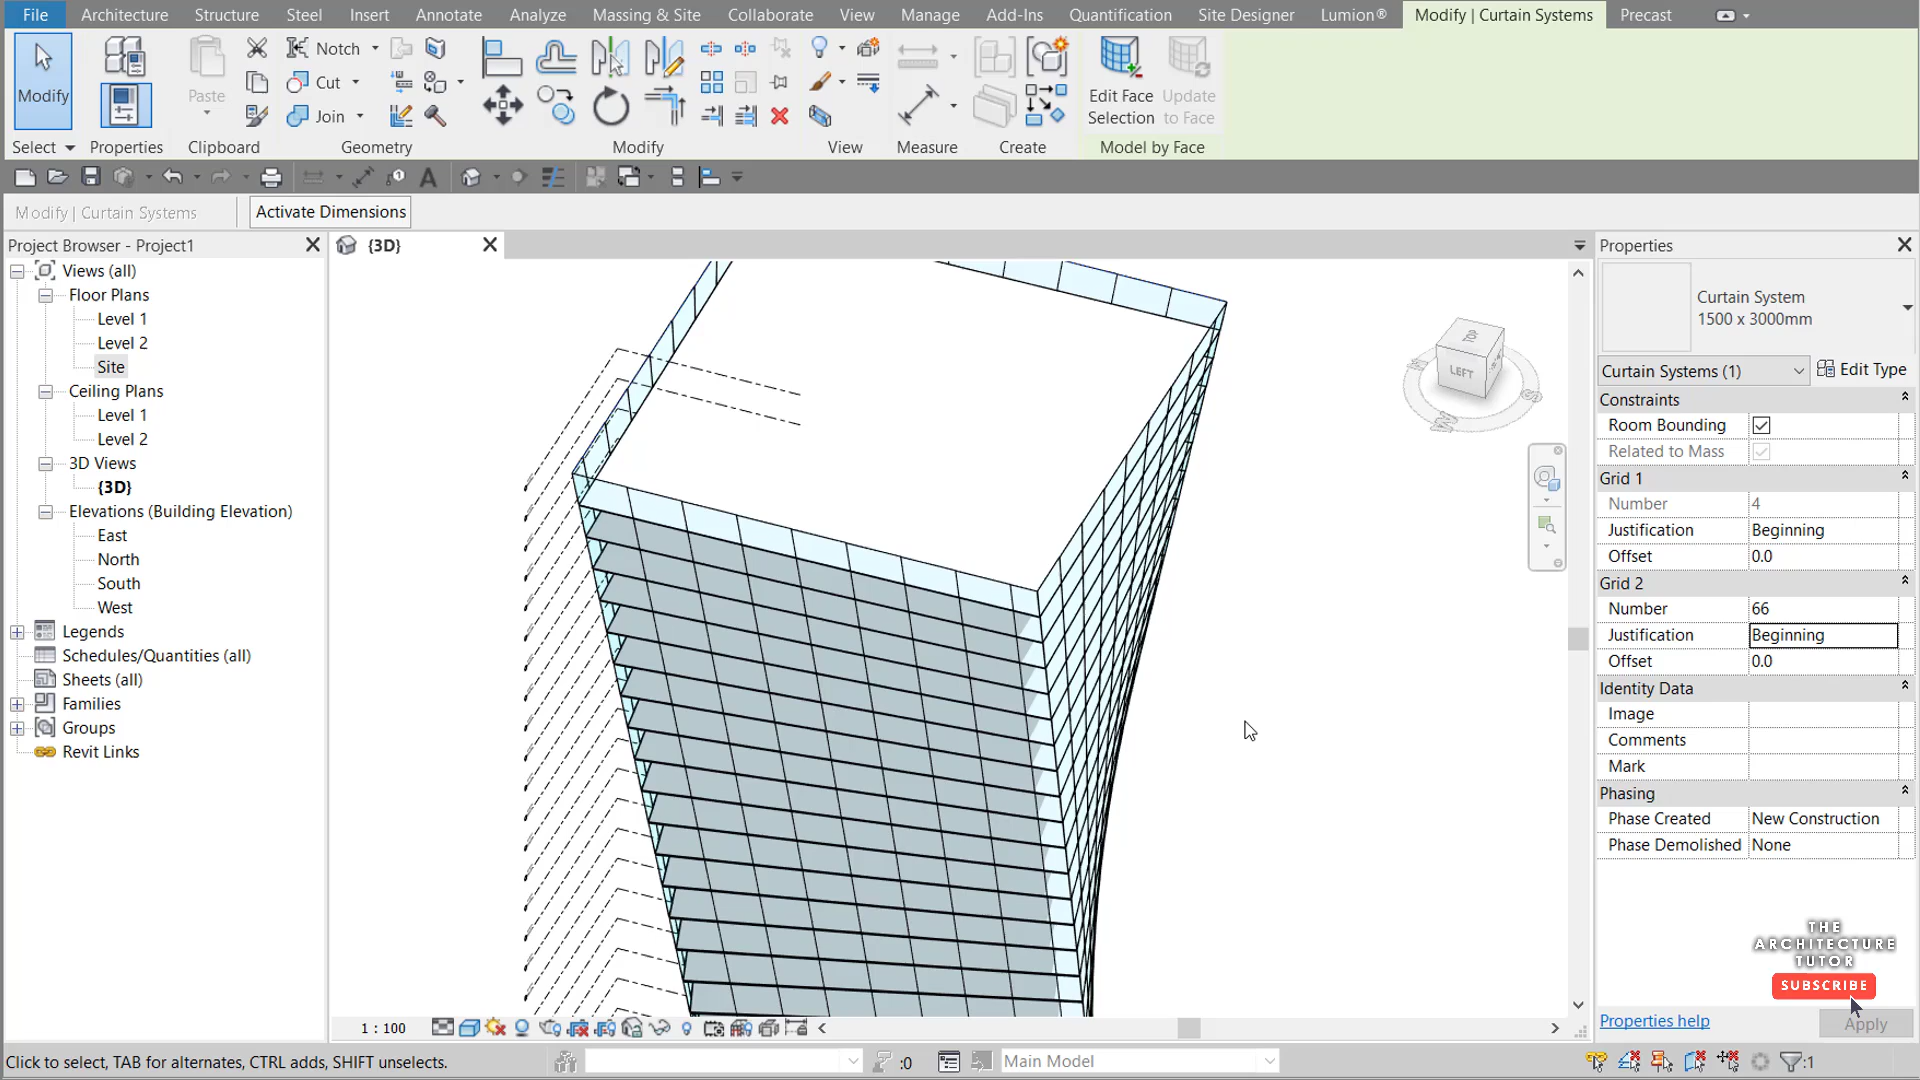 File Architecture Structure Steel Insert Annotate Analyze Massing & Site Collaborate View Manage Add-Ins Quantification Site Designer Lumion® Modify | Curtain Systems Precast
Modify
Paste
Notch
Cut
Join
Edit Face Selection
Update to Face
Select Properties Clipboard Geometry Modify View Measure Create Model by Face
Modify | Curtain Systems
Activate Dimensions
Project Browser - Project1
Views (all)
Floor Plans
Level 1
Level 2
Site
Ceiling Plans
Level 1
Level 2
3D Views
{3D}
Elevations (Building Elevation)
East
North
South
West
Legends
Schedules/Quantities (all)
Sheets (all)
Families
Groups
Revit Links
{3D}
TOP
LEFT
1 : 100
Properties
Curtain System
1500 x 3000mm
Curtain Systems (1)
Edit Type
Constraints
Room Bounding
Related to Mass
Grid 1
Number 4
Justification Beginning
Offset 0.0
Grid 2
Number 66
Justification Beginning
Offset 0.0
Identity Data
Image
Comments
Mark
Phasing
Phase Created New Construction
Phase Demolished None
THE
ARCHITECTURE
TUTOR
SUBSCRIBE
Properties help
Apply
Click to select, TAB for alternates, CTRL adds, SHIFT unselects.
:0
Main Model
:1